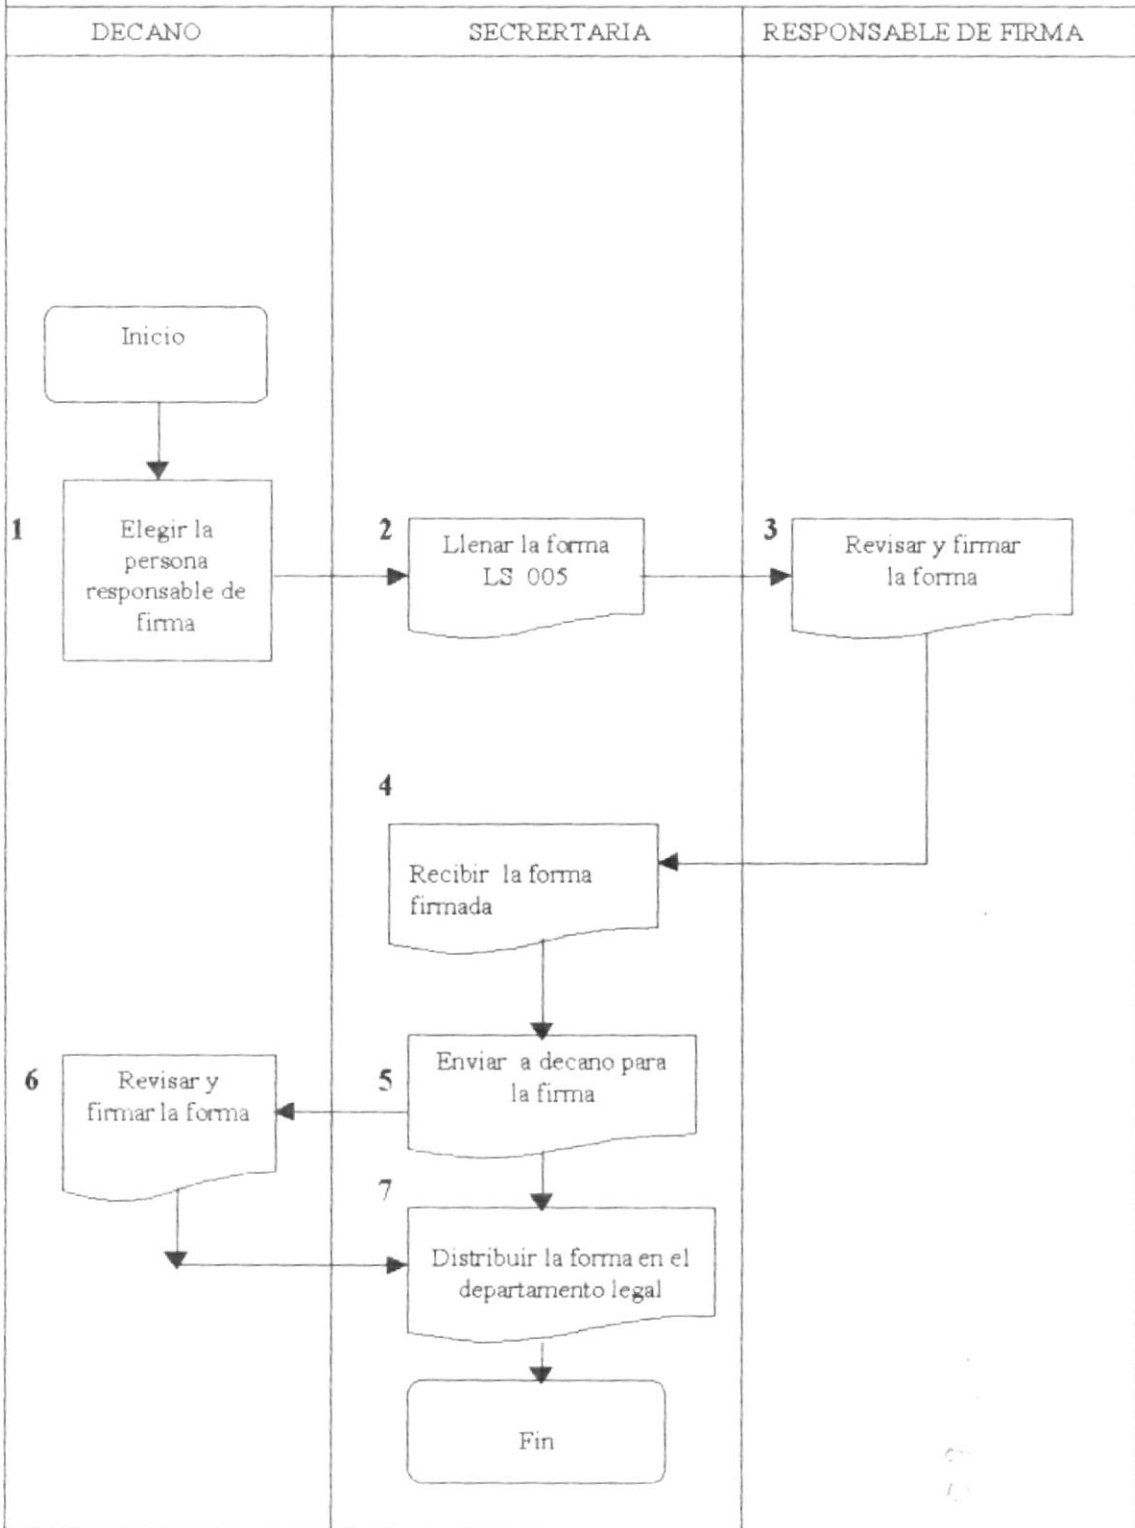 DECANO
SECRERTARIA
RESPONSABLE DE FIRMA
Inicio
1
Elegir la
persona
responsable de
firma
2
Llenar la forma
LS 005
3
Revisar y firmar
la forma
4
Recibir la forma
firmada
5
Enviar a decano para
la firma
6
Revisar y
firmar la forma
7
Distribuir la forma en el
departamento legal
Fin